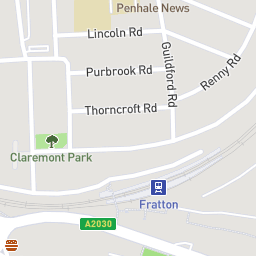 Penhale News
Lincoln Rd
Guildford Rd
Purbrook Rd
Renny Rd
Thorncroft Rd
Claremont Park
Fratton
A2030